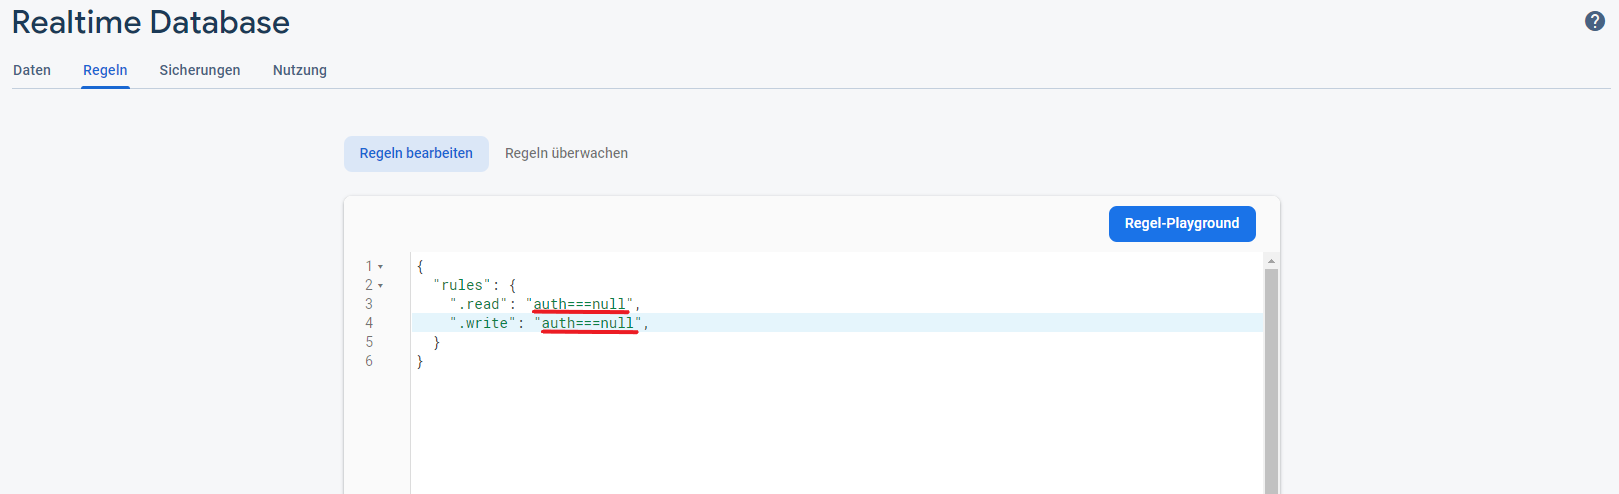 Realtime Database
?
Daten Regeln Sicherungen Nutzung
Regeln bearbeiten Regeln überwachen
Regel-Playground
1 {
2 "rules": {
3 ".read": "auth===null",
4 ".write": "auth===null",
5 }
6 }